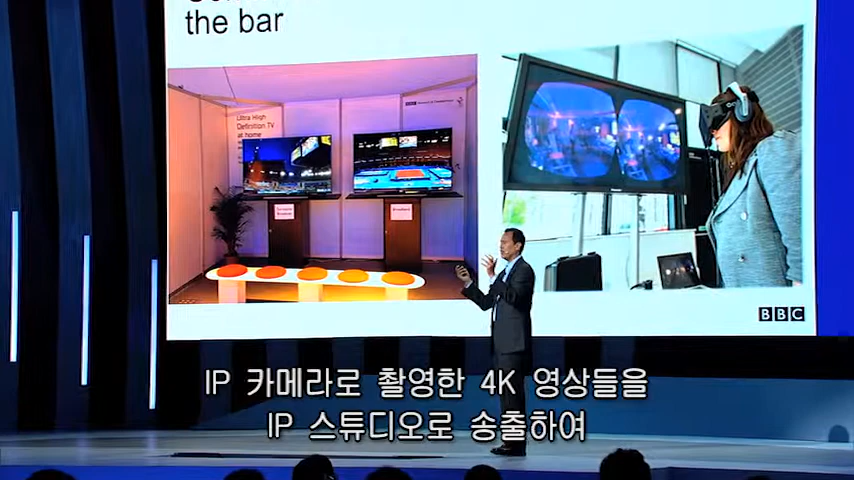 the bar
Ultra High
Definition TV
at home
BBC
BBC
IP 카메라로 촬영한 4K 영상들을
IP 스튜디오로 송출하여